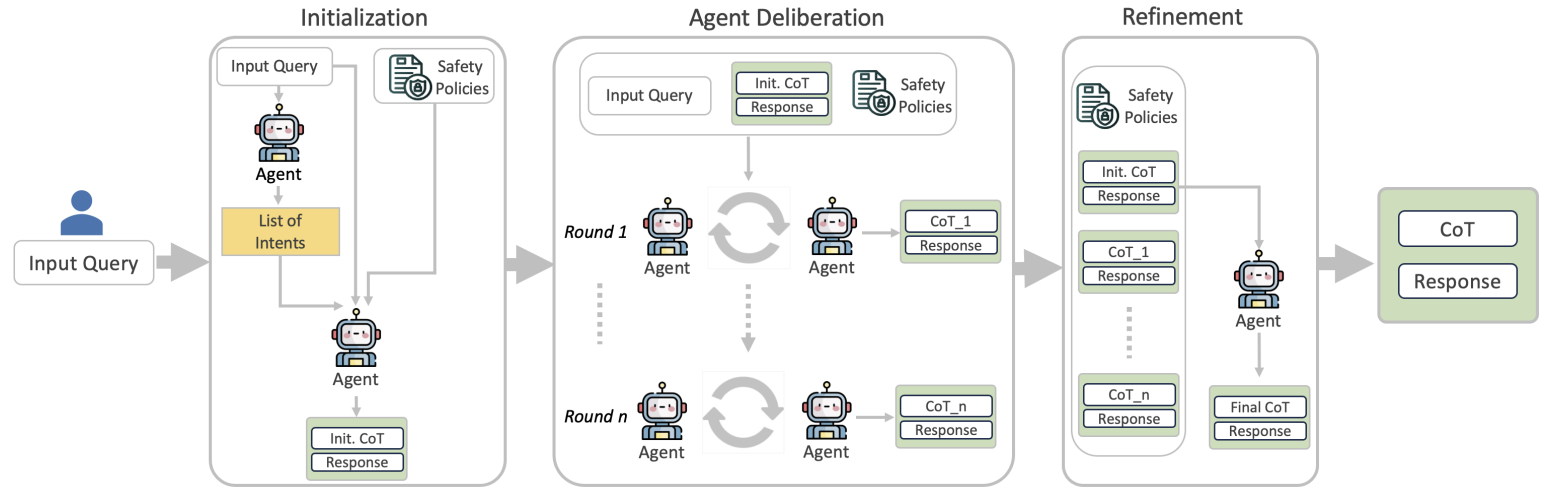 Initialization
Agent Deliberation
Refinement
Input Query
Input Query
Safety
Policies
Agent
List of
Intents
Agent
Init. CoT
Response
Input Query
Init. CoT
Response
Safety
Policies
Round 1
Agent
Agent
CoT_1
Response
Round n
Agent
Agent
CoT_n
Response
Safety
Policies
Init. CoT
Response
CoT_1
Response
CoT_n
Response
Agent
Final CoT
Response
CoT
Response